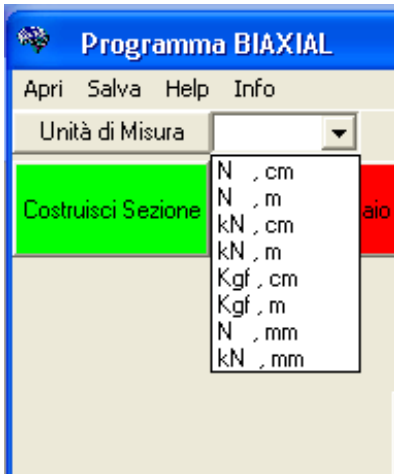 Programma BIAXIAL
Apri Salva Help Info
Unità di Misura
N , cm
Costruisci Sezione aio
N , m
kN , cm
kN , m
Kgf , cm
Kgf , m
N , mm
kN , mm